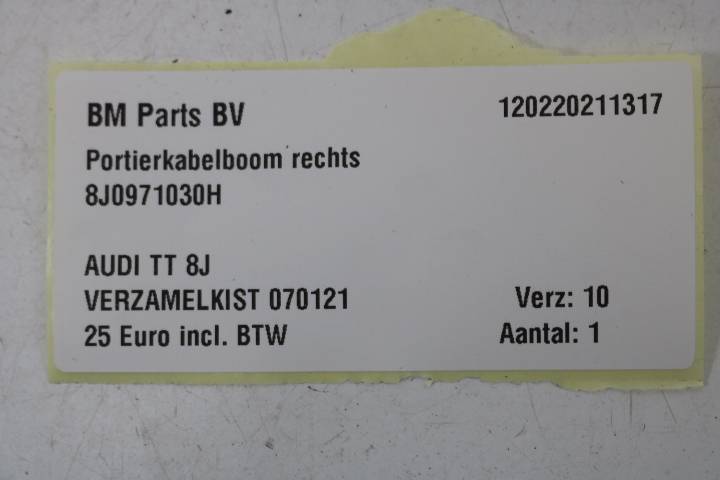 BM Parts BV 120220211317
Portierkabelboom rechts
8J0971030H
AUDI TT 8J
VERZAMELKIST 070121 Verz: 10
25 Euro incl. BTW Aantal: 1